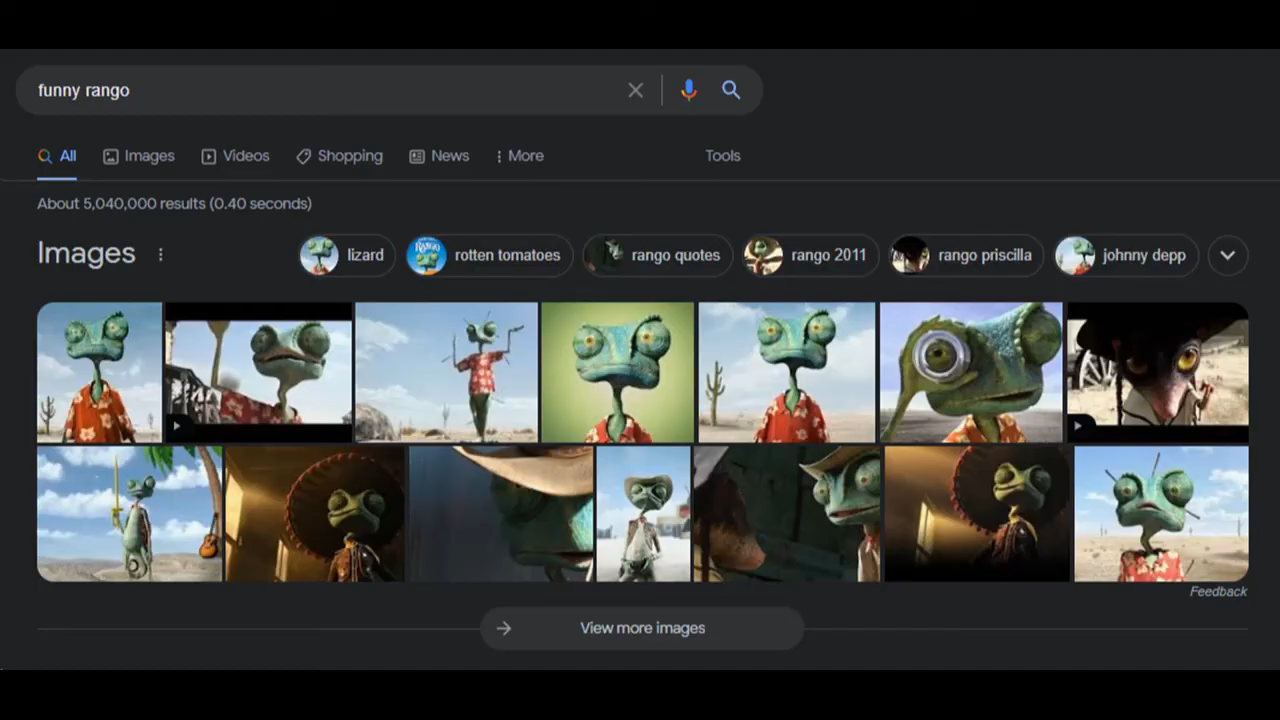 funny rango
All Images Videos Shopping News More Tools
About 5,040,000 results (0.40 seconds)
Images lizard rotten tomatoes rango quotes rango 2011 rango priscilla johnny depp
Feedback
View more images